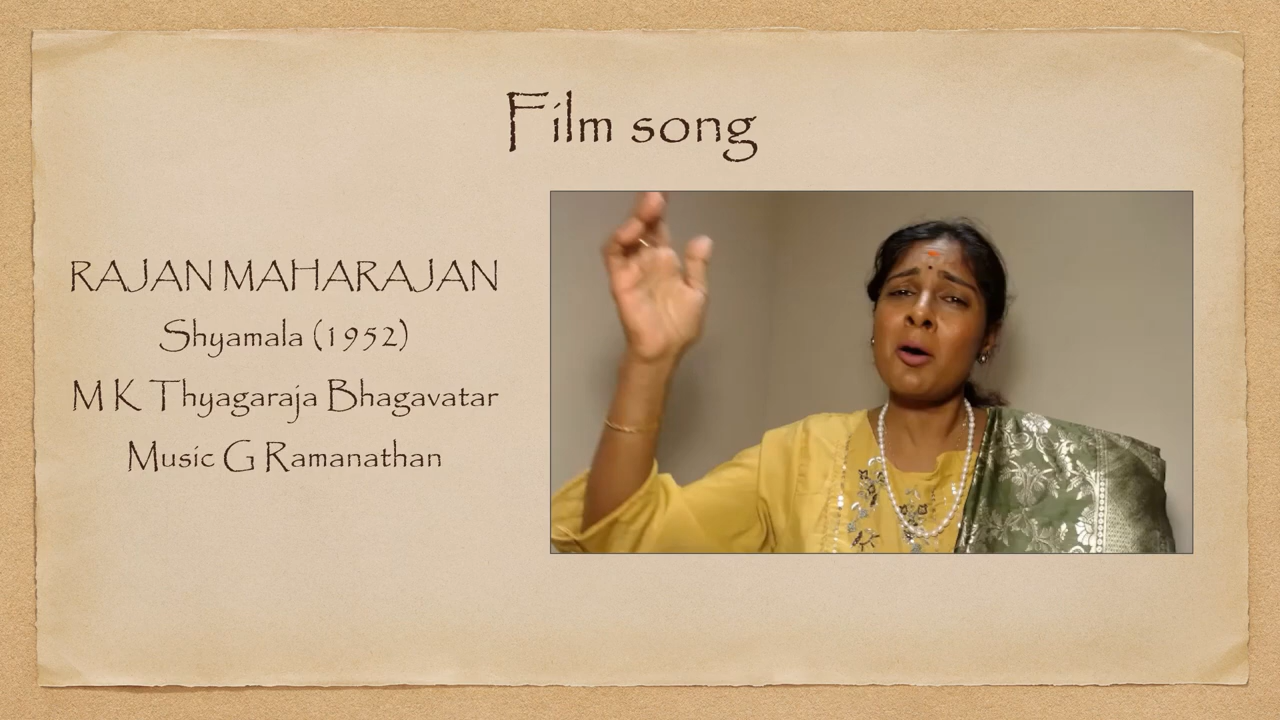 Film song
RAJAN MAHARAJAN
Shyamala (1952)
M K Thyagaraja Bhagavatar
Music G Ramanathan